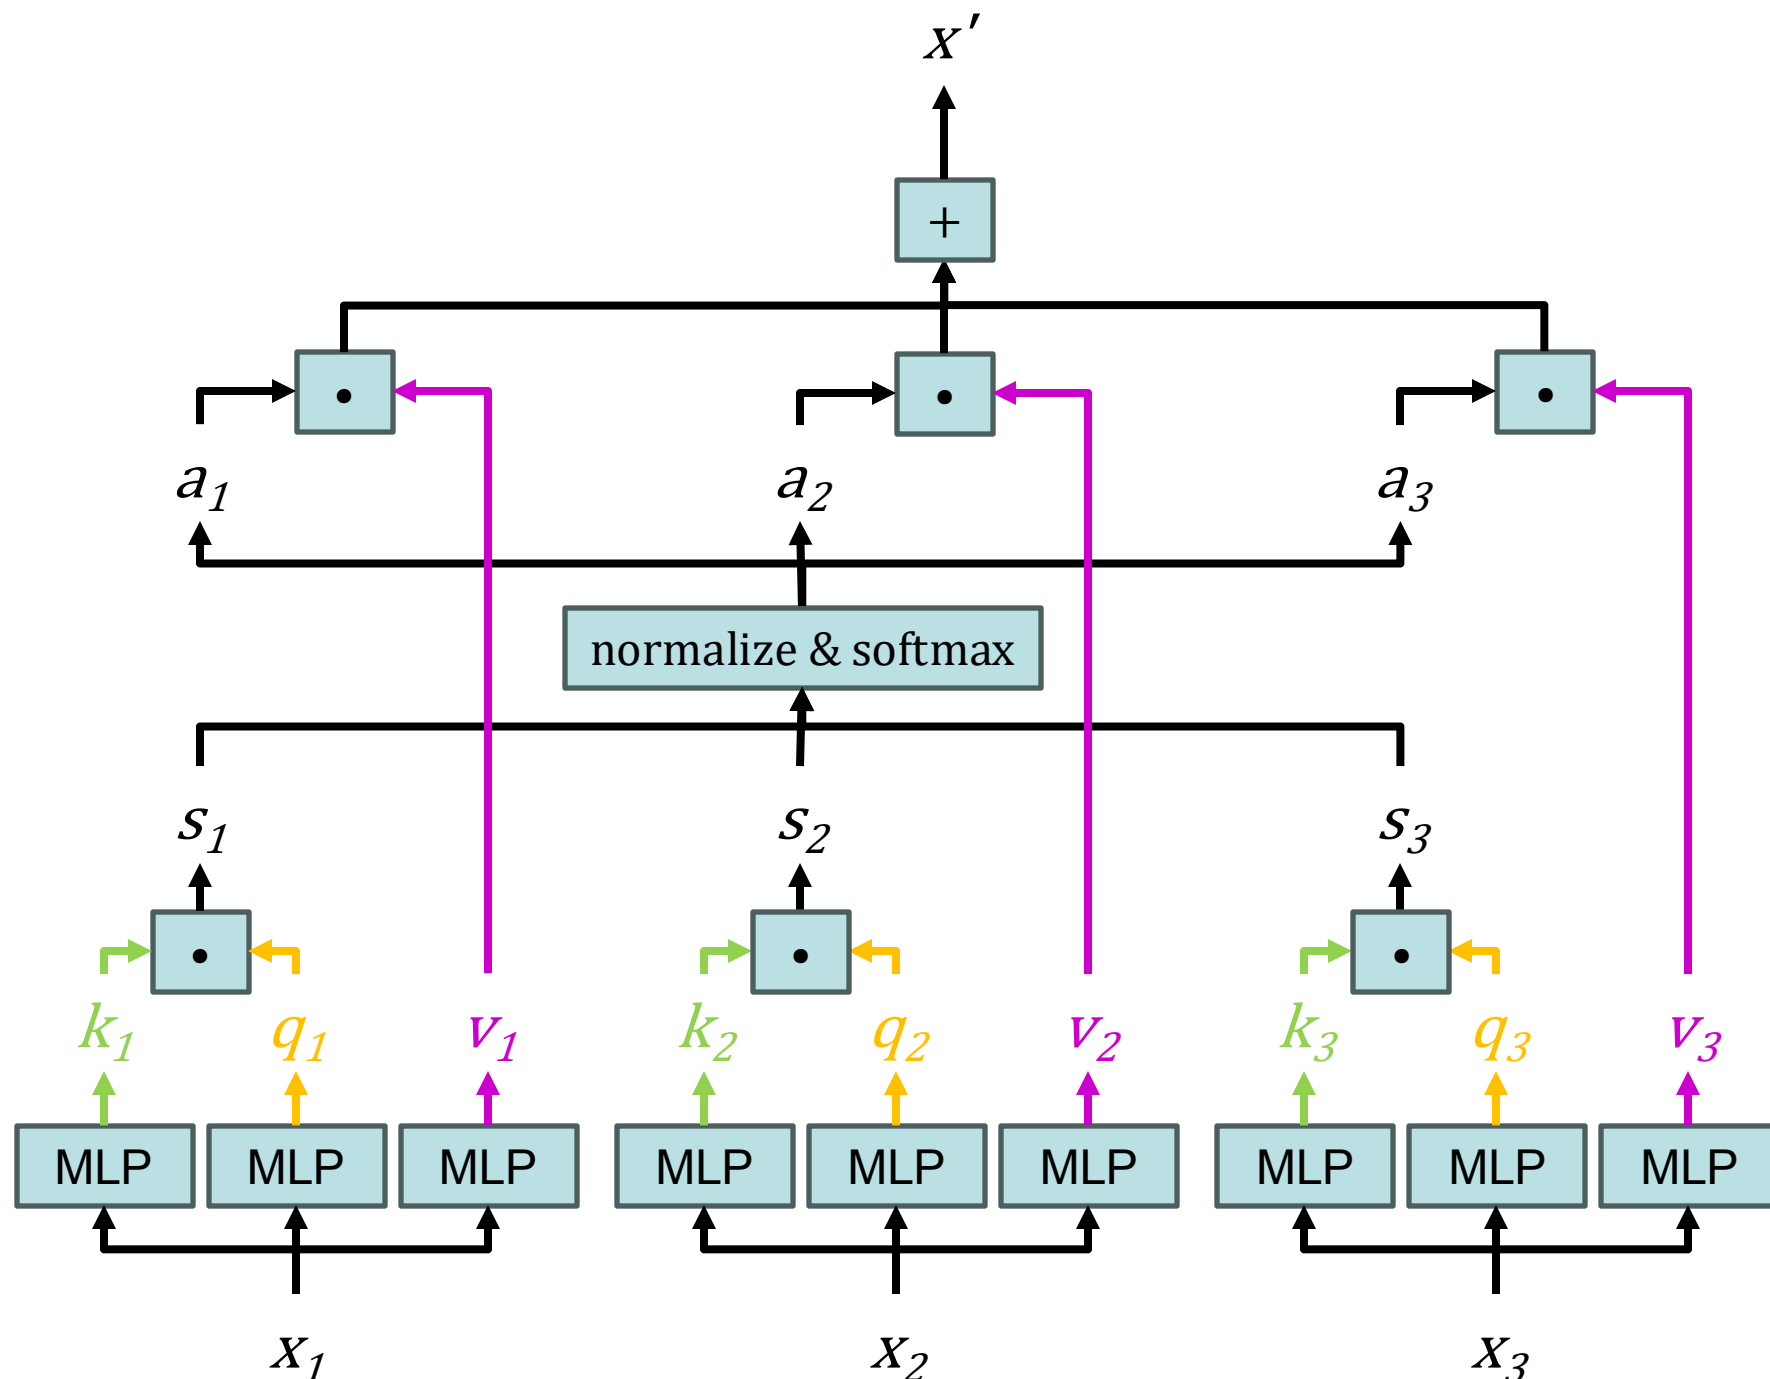 x′
+
• • •
a₁ a₂ a₃
normalize & softmax
s₁ s₂ s₃
• • •
k₁ q₁ v₁ k₂ q₂ v₂ k₃ q₃ v₃
MLP MLP MLP MLP MLP MLP MLP MLP MLP
x₁ x₂ x₃